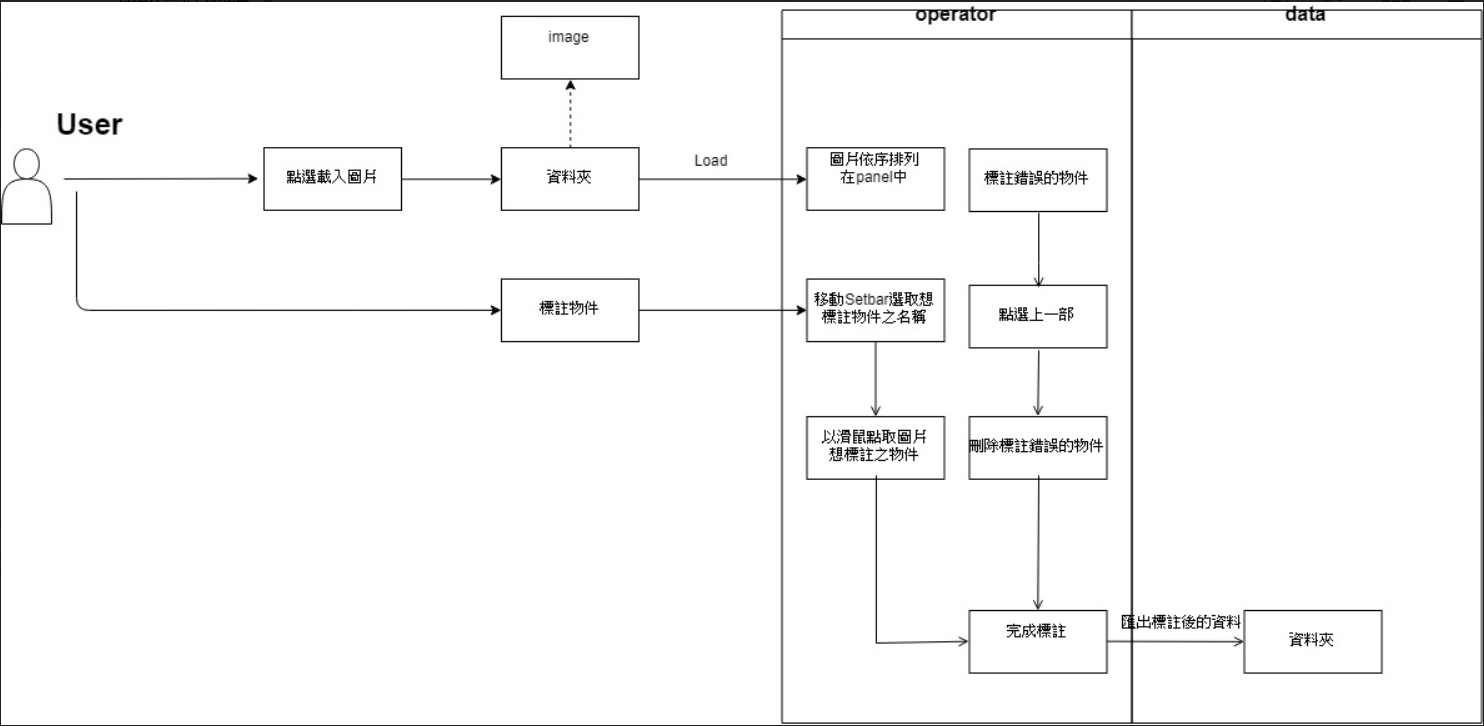 operator
data
image
User
點選載入圖片
資料夾
Load
圖片依序排列
在panel中
標註錯誤的物件
標註物件
移動Setbar選取想
標註物件之名稱
點選上一部
以滑鼠點取圖片
想標註之物件
刪除標註錯誤的物件
完成標註
匯出標註後的資料
資料夾